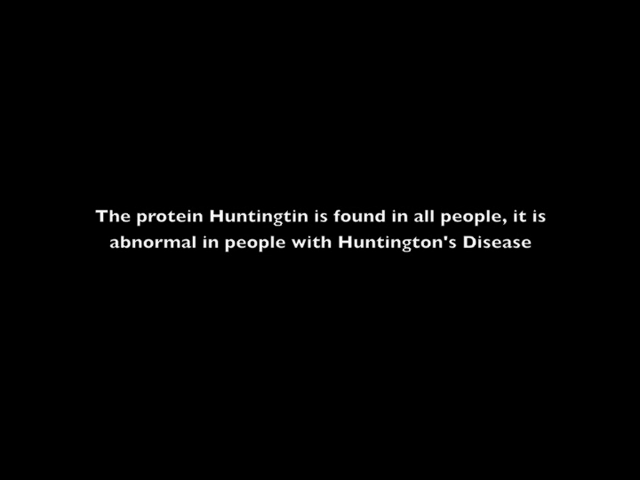 The protein Huntingtin is found in all people, it is
abnormal in people with Huntington's Disease